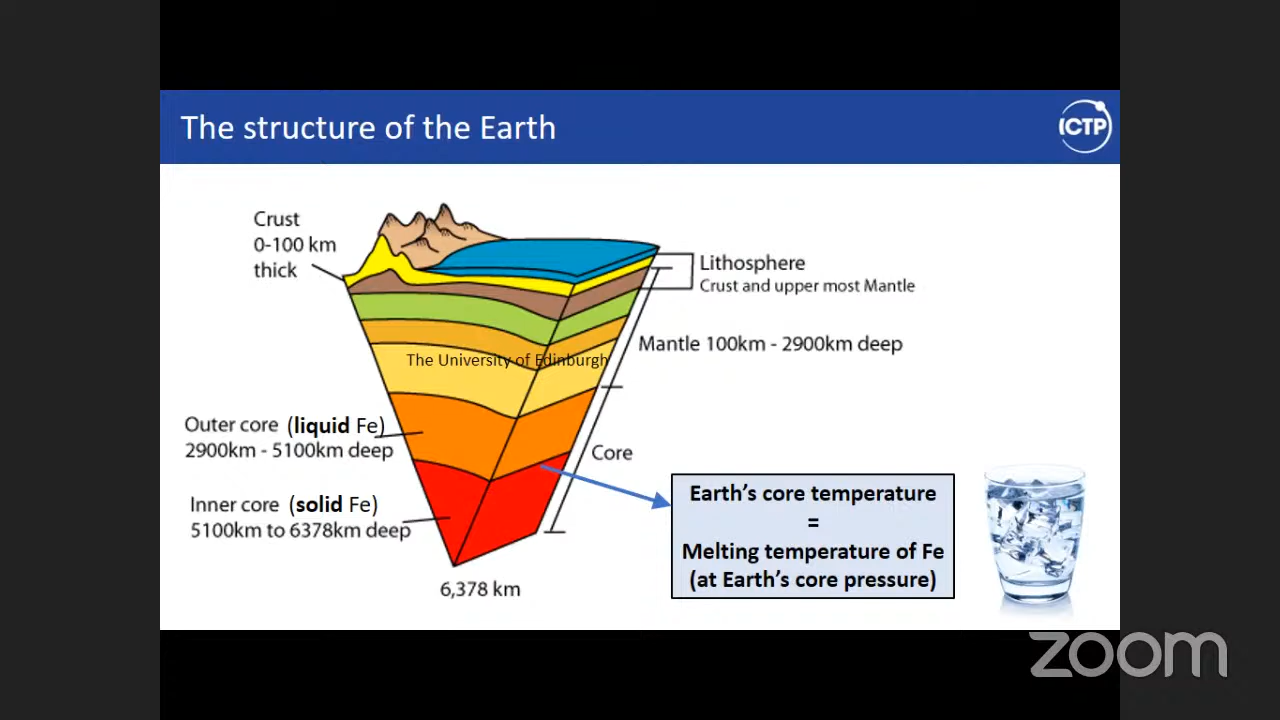 The structure of the Earth
ICTP
Crust
0-100 km
thick
Lithosphere
Crust and upper most Mantle
Mantle 100km - 2900km deep
The University of Edinburgh
Outer core (liquid Fe)
2900km - 5100km deep
Core
Inner core (solid Fe)
5100km to 6378km deep
6,378 km
Earth's core temperature
=
Melting temperature of Fe
(at Earth's core pressure)
zoom